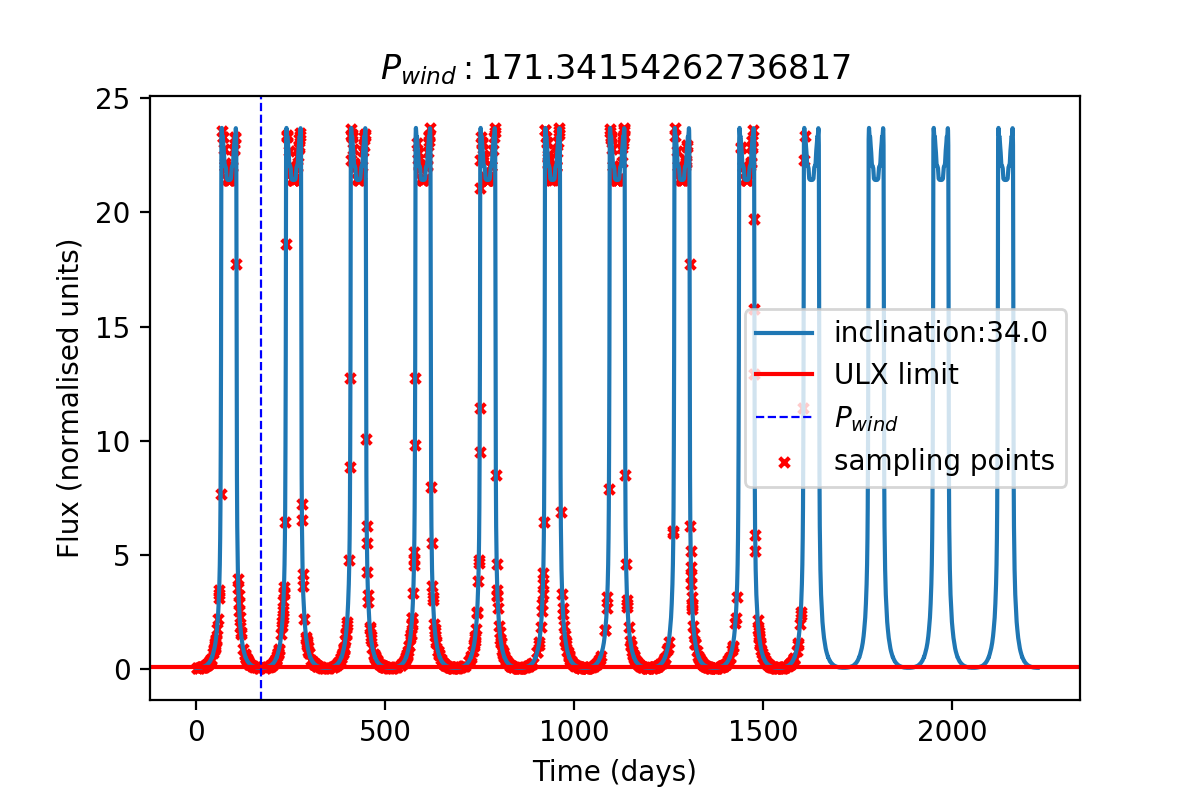 P_wind : 171.34154262736817
25
20
15
10
5
0
Flux (normalised units)
inclination:34.0
ULX limit
P_wind
sampling points
0 500 1000 1500 2000
Time (days)